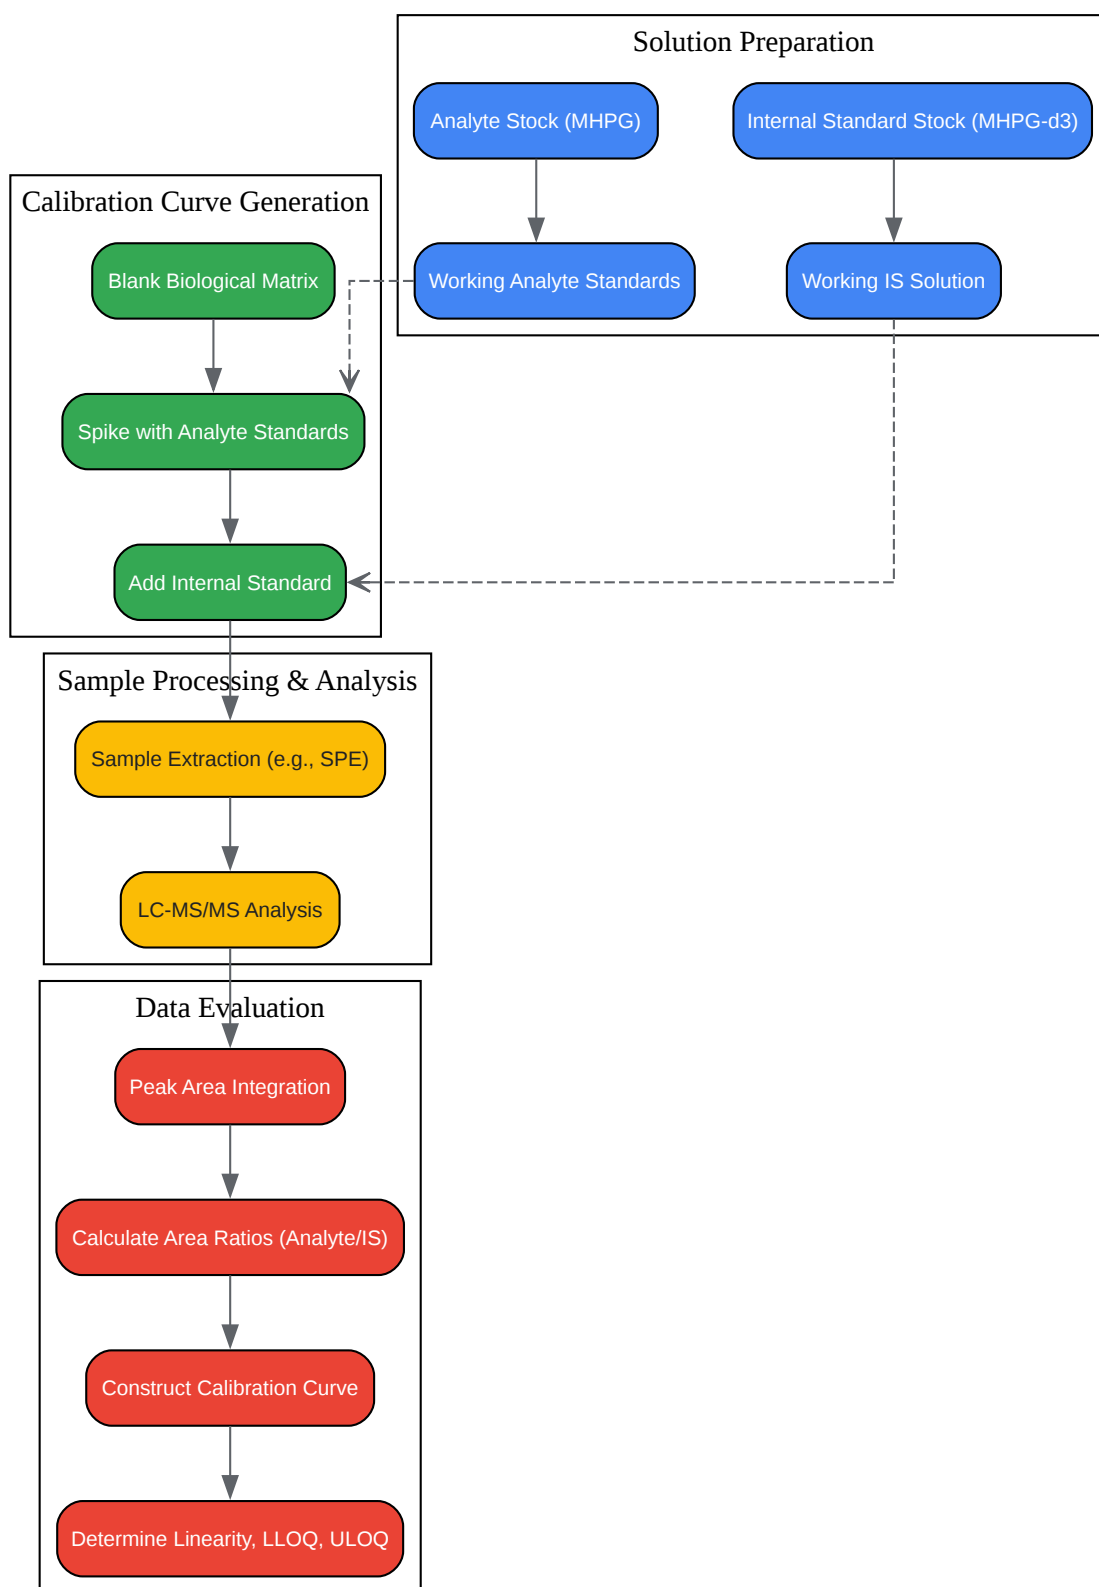 Solution Preparation
Analyte Stock (MHPG)
Internal Standard Stock (MHPG-d3)
Working Analyte Standards
Working IS Solution
Calibration Curve Generation
Blank Biological Matrix
Spike with Analyte Standards
Add Internal Standard
Sample Processing & Analysis
Sample Extraction (e.g., SPE)
LC-MS/MS Analysis
Data Evaluation
Peak Area Integration
Calculate Area Ratios (Analyte/IS)
Construct Calibration Curve
Determine Linearity, LLOQ, ULOQ